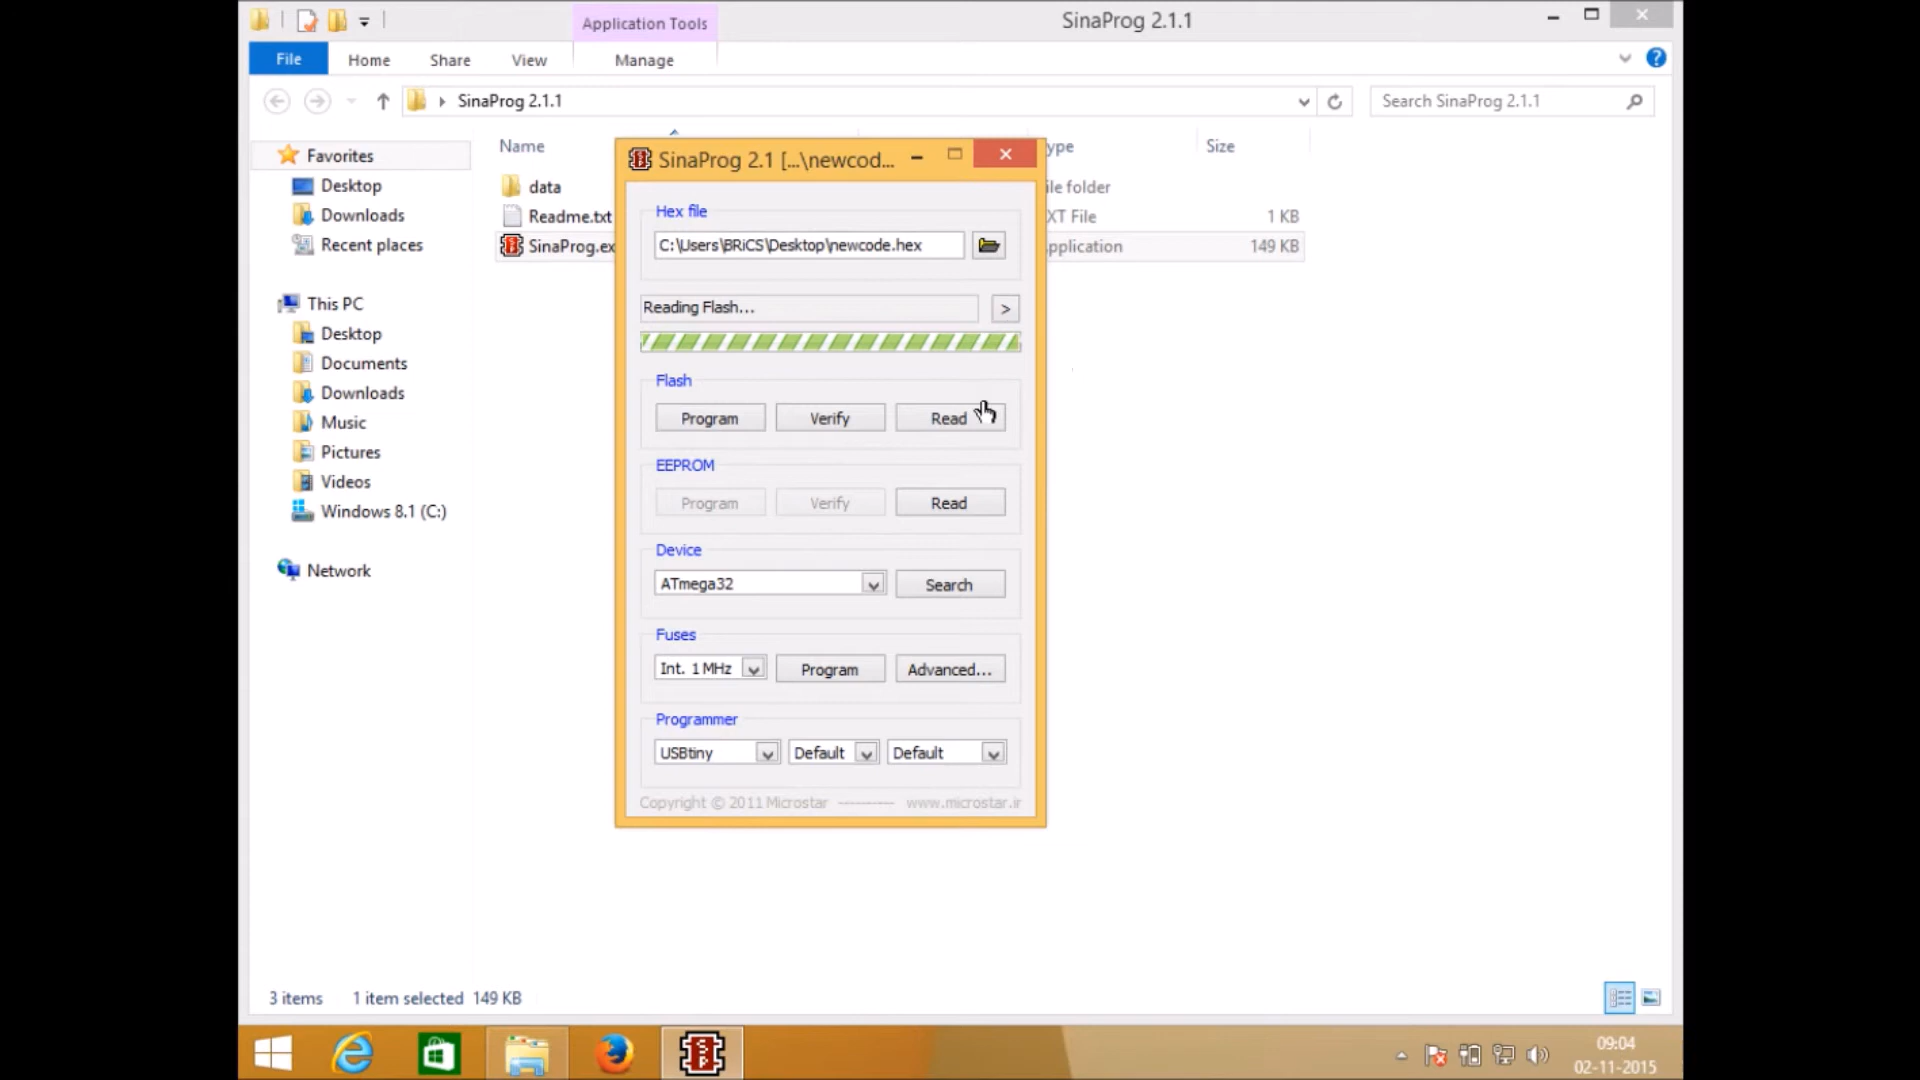 Application Tools
SinaProg 2.1.1
File
Home
Share
View
Manage
SinaProg 2.1.1
Search SinaProg 2.1.1
Name
ype
Size
Favorites
Desktop
Downloads
Recent places
This PC
Desktop
Documents
Downloads
Music
Pictures
Videos
Windows 8.1 (C:)
Network
data
ile folder
Readme.txt
XT File
1 KB
SinaProg.ex
pplication
149 KB
SinaProg 2.1 [...\newcod...
Hex file
C:\Users\BRiCS\Desktop\newcode.hex
Reading Flash...
>
Flash
Program
Verify
Read
EEPROM
Program
Verify
Read
Device
ATmega32
Search
Fuses
Int. 1 MHz
Program
Advanced...
Programmer
USBtiny
Default
Default
Copyright © 2011 Microstar ---------- www.microstar.ir
3 items
1 item selected 149 KB
09:04
02-11-2015